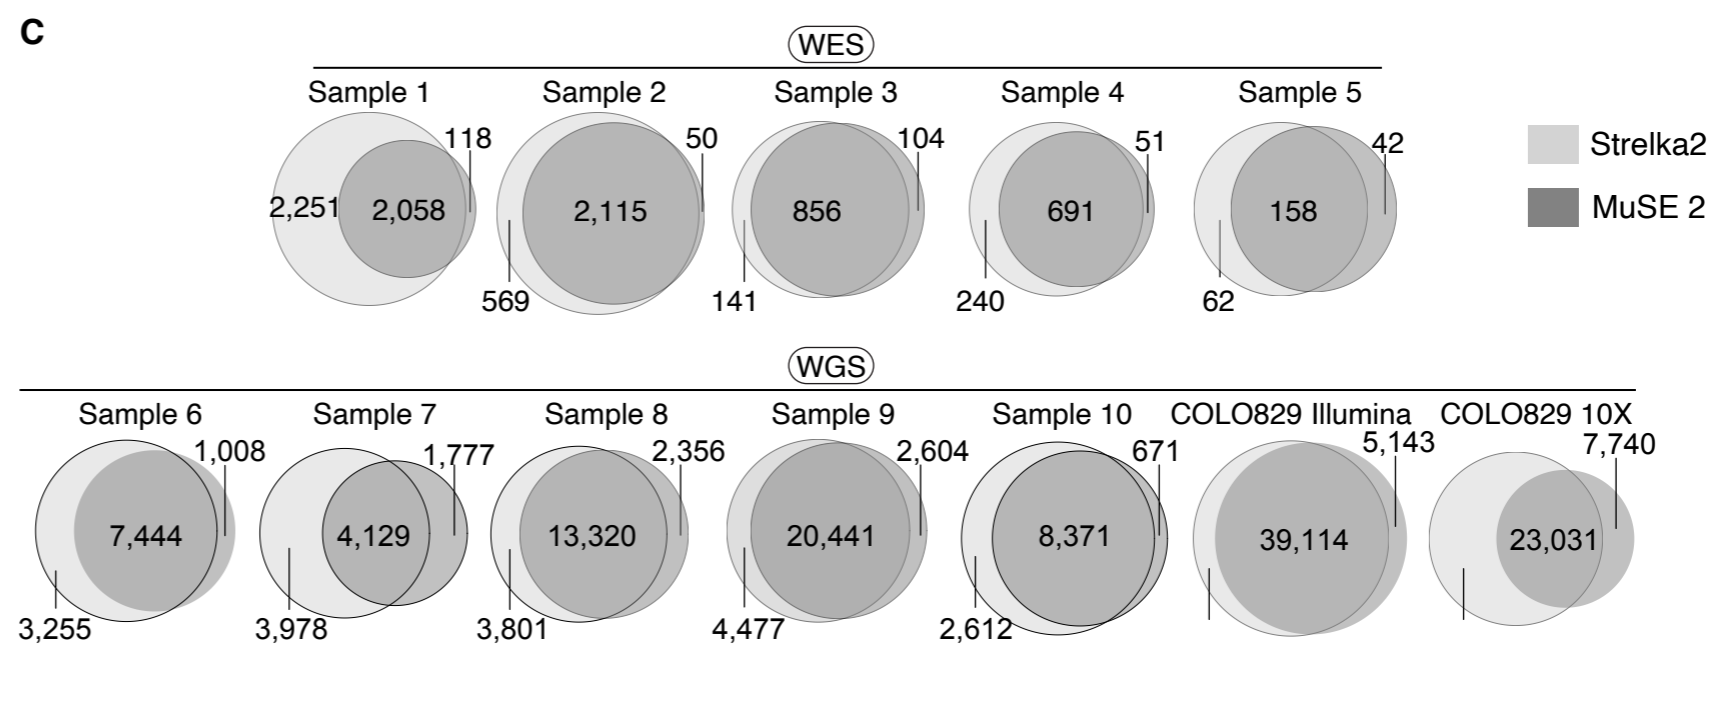 C
WES
Sample 1 Sample 2 Sample 3 Sample 4 Sample 5
118 50 104 51 42
2,251 2,058 2,115 856 691 158
569 141 240 62
Strelka2
MuSE 2
WGS
Sample 6 Sample 7 Sample 8 Sample 9 Sample 10 COLO829 Illumina COLO829 10X
1,008 1,777 2,356 2,604 671 5,143 7,740
7,444 4,129 13,320 20,441 8,371 39,114 23,031
3,255 3,978 3,801 4,477 2,612